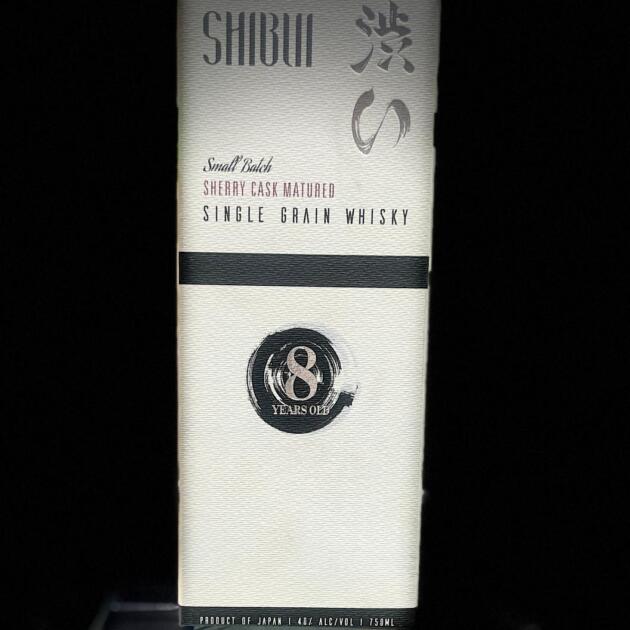 SHIBUI 渋
い
Small Batch
SHERRY CASK MATURED
SINGLE GRAIN WHISKY
8
YEARS OLD
PRODUCT OF JAPAN | 40% ALC/VOL | 750ML